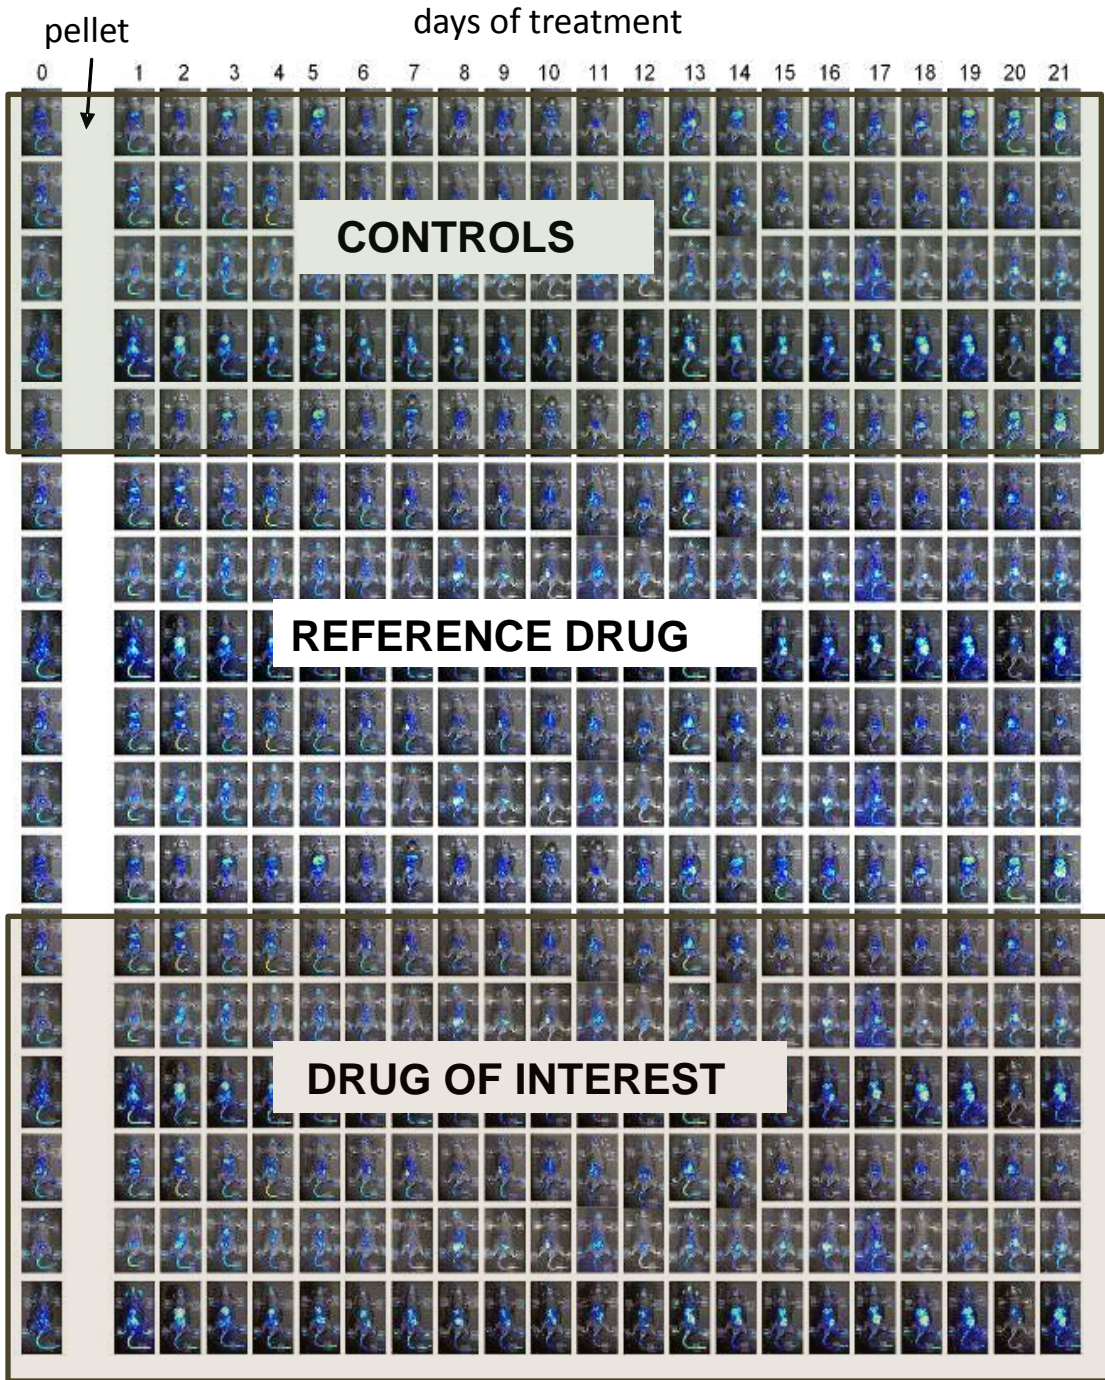 days of treatment
pellet
0 1 2 3 4 5 6 7 8 9 10 11 12 13 14 15 16 17 18 19 20 21
CONTROLS
REFERENCE DRUG
DRUG OF INTEREST